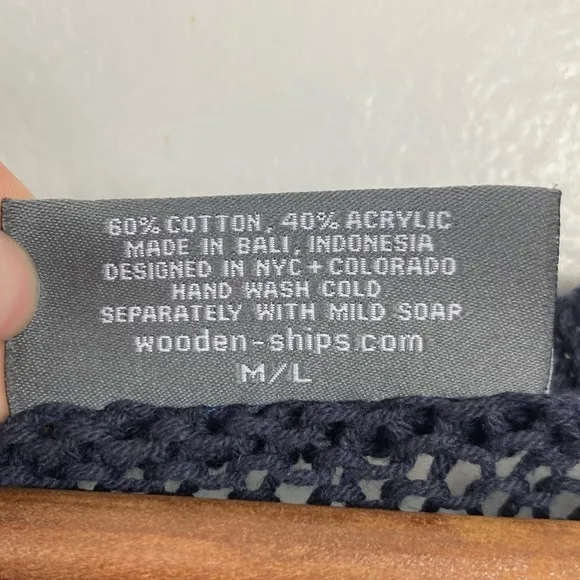 60% COTTON, 40% ACRYLIC
MADE IN BALI, INDONESIA
DESIGNED IN NYC + COLORADO
HAND WASH COLD
SEPARATELY WITH MILD SOAP
wooden-ships.com
M/L